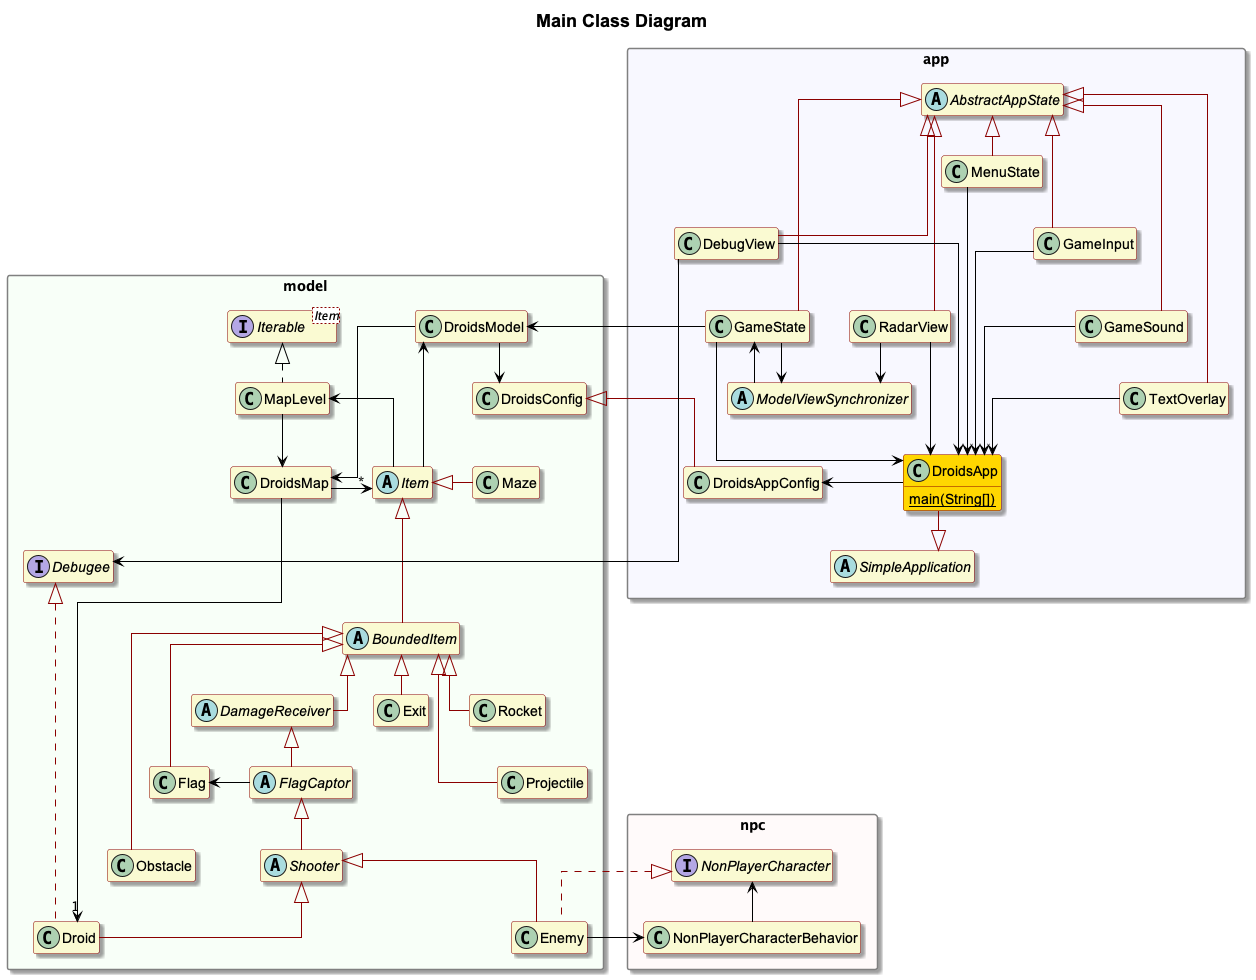 Main Class Diagram
app
A AbstractAppState
C MenuState
C DebugView
C GameInput
model
I Iterable
Item
C DroidsModel
C GameState
C RadarView
C GameSound
C MapLevel
C DroidsConfig
A ModelViewSynchronizer
C TextOverlay
C DroidsMap
*
A Item
C Maze
C DroidsAppConfig
C DroidsApp
main(String[])
I Debugee
A SimpleApplication
A BoundedItem
A DamageReceiver
C Exit
C Rocket
C Flag
A FlagCaptor
C Projectile
npc
C Obstacle
A Shooter
I NonPlayerCharacter
1
C Droid
C Enemy
C NonPlayerCharacterBehavior